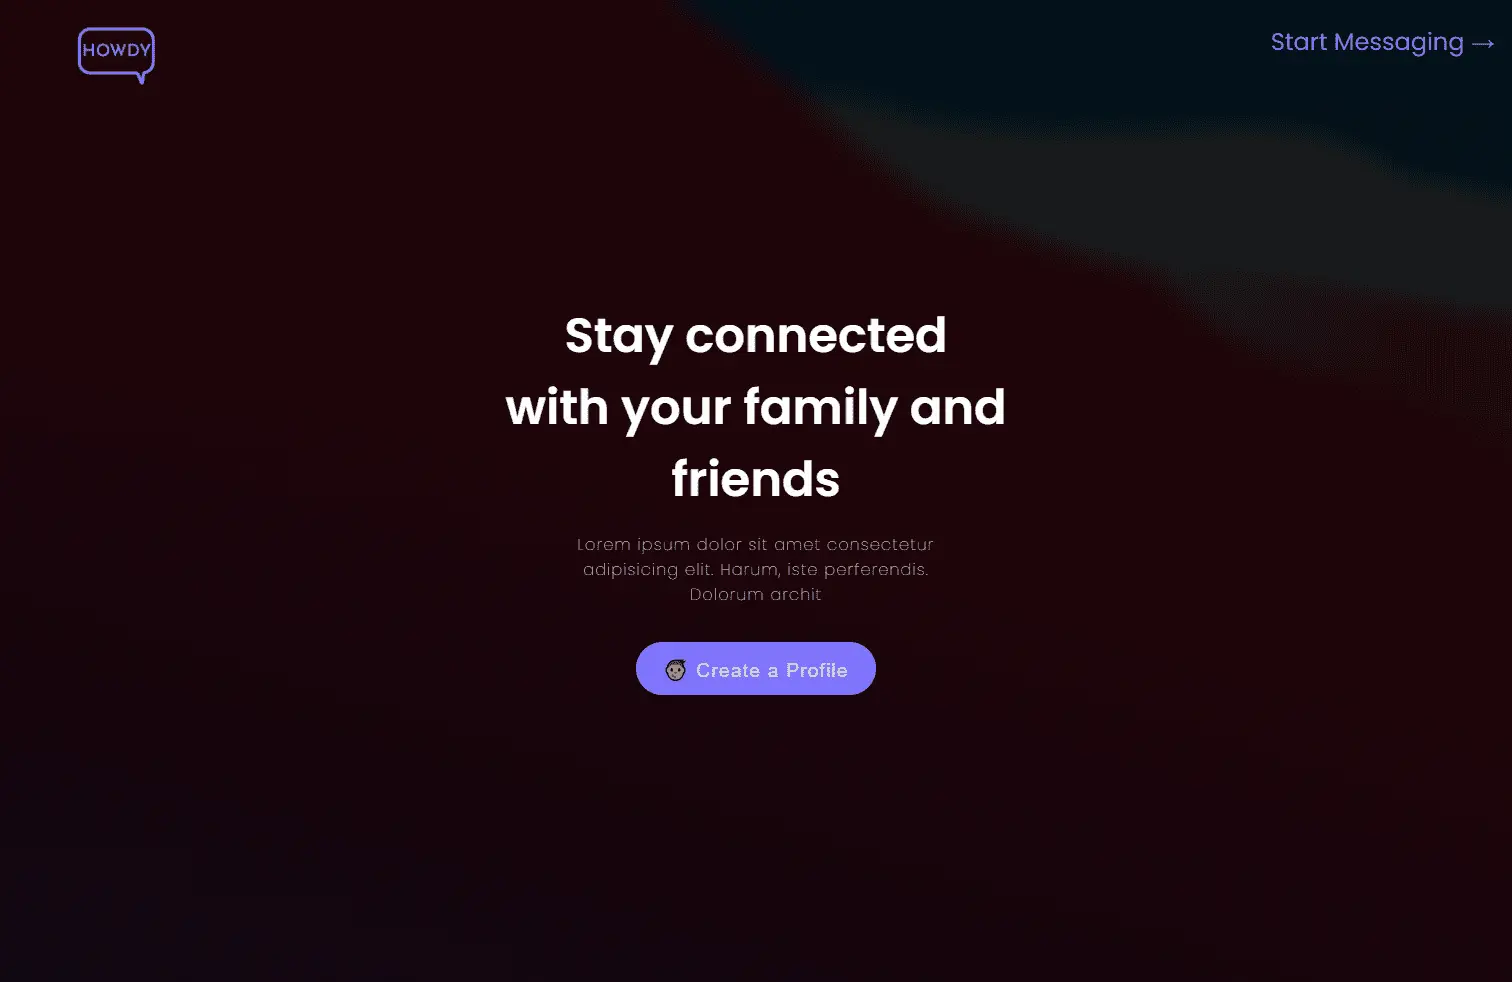 HOWDY
Start Messaging →
Stay connected
with your family and
friends
Lorem ipsum dolor sit amet consectetur
adipisicing elit. Harum, iste perferendis.
Dolorum archit
Create a Profile